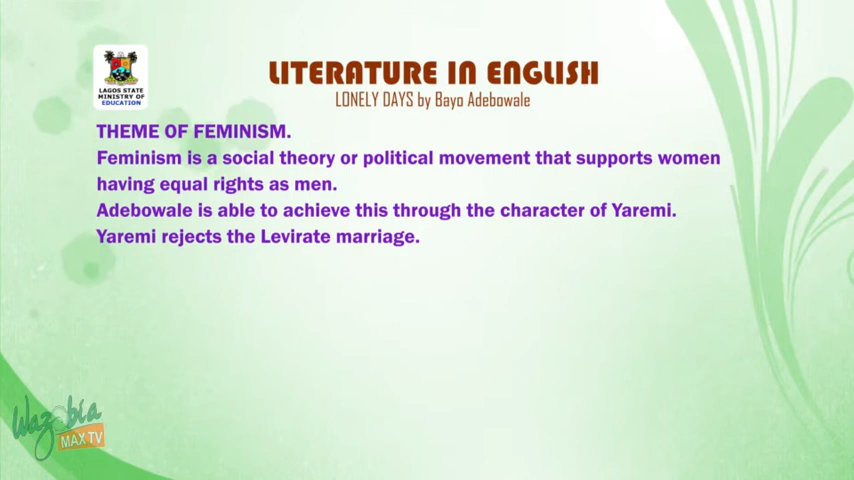 LITERATURE IN ENGLISH
LONELY DAYS by Bayo Adebowale
LAGOS STATE
MINISTRY OF
EDUCATION
THEME OF FEMINISM.
Feminism is a social theory or political movement that supports women
having equal rights as men.
Adebowale is able to achieve this through the character of Yaremi.
Yaremi rejects the Levirate marriage.
Wazobia
MAX TV